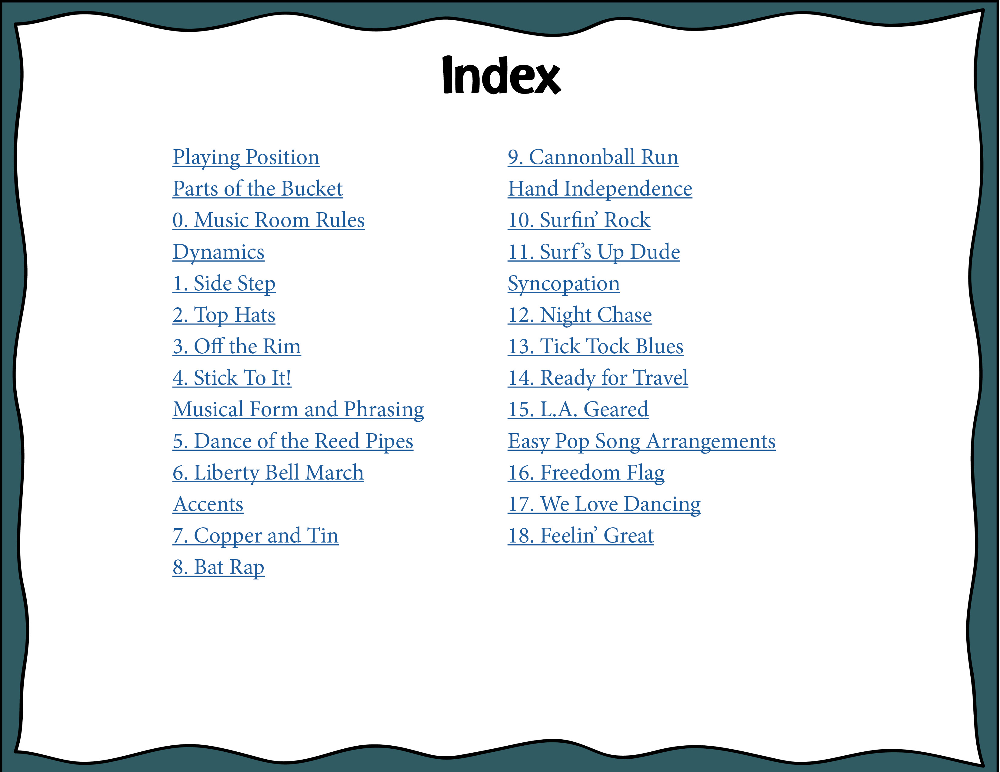 Index
Playing Position
Parts of the Bucket
0. Music Room Rules
Dynamics
1. Side Step
2. Top Hats
3. Off the Rim
4. Stick To It!
Musical Form and Phrasing
5. Dance of the Reed Pipes
6. Liberty Bell March
Accents
7. Copper and Tin
8. Bat Rap
9. Cannonball Run
Hand Independence
10. Surfin’ Rock
11. Surf’s Up Dude
Syncopation
12. Night Chase
13. Tick Tock Blues
14. Ready for Travel
15. L.A. Geared
Easy Pop Song Arrangements
16. Freedom Flag
17. We Love Dancing
18. Feelin’ Great